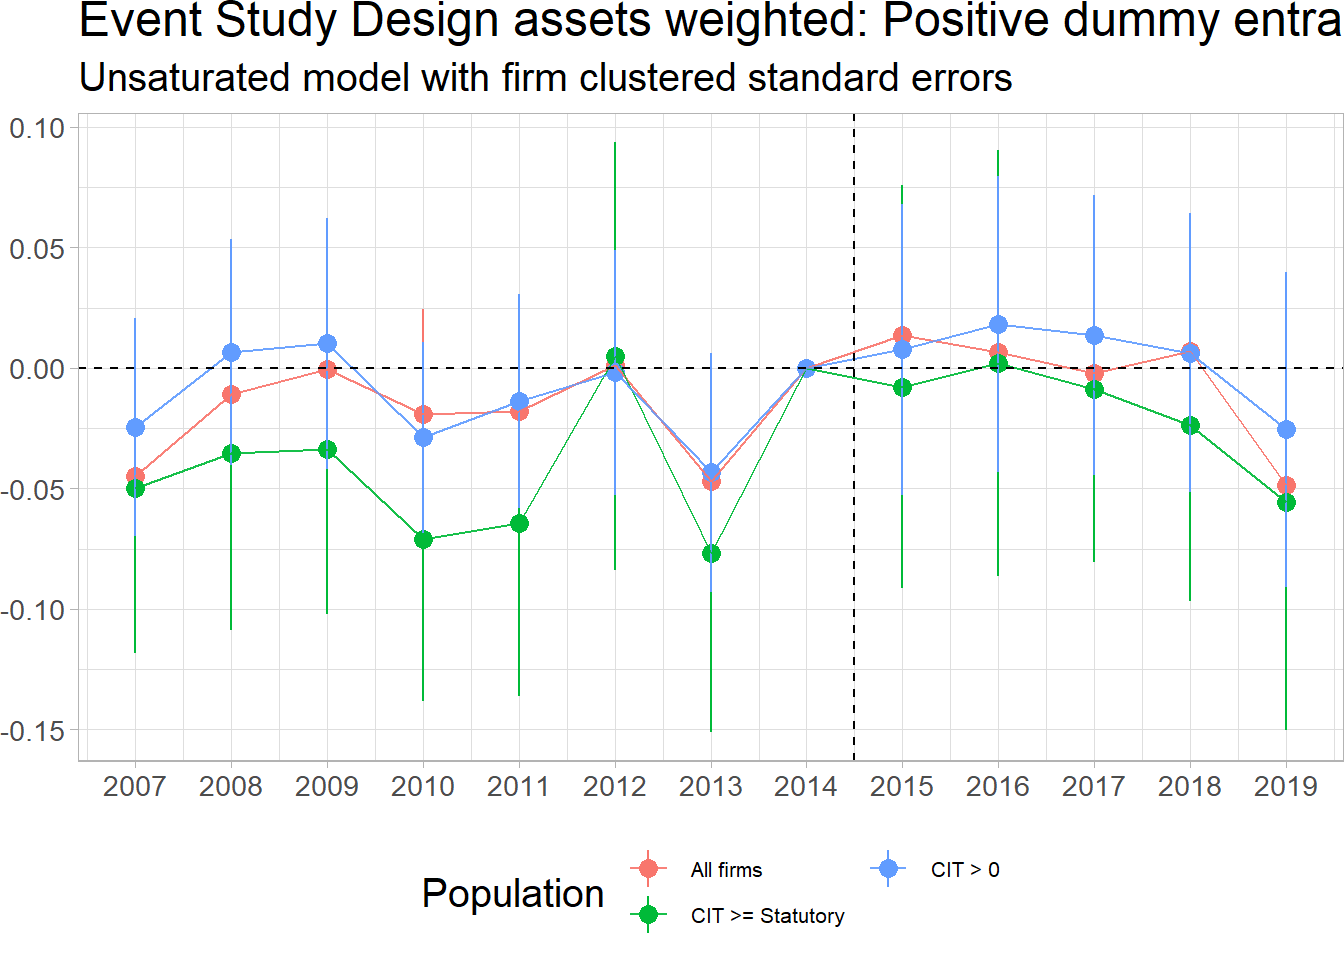 Event Study Design assets weighted: Positive dummy entra
Unsaturated model with firm clustered standard errors
0.10
0.05
0.00
-0.05
-0.10
-0.15
2007 2008 2009 2010 2011 2012 2013 2014 2015 2016 2017 2018 2019
Population
All firms
CIT > 0
CIT >= Statutory